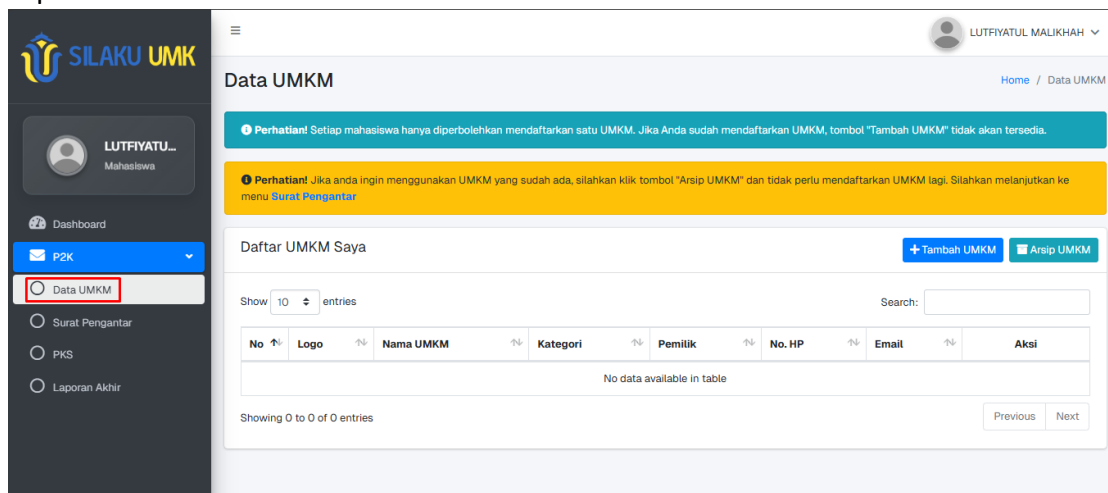 SILAKU UMK
LUTFIYATUL MALIKHAH
Data UMKM
Home / Data UMKM
Perhatian! Setiap mahasiswa hanya diperbolehkan mendaftarkan satu UMKM. Jika Anda sudah mendaftarkan UMKM, tombol "Tambah UMKM" tidak akan tersedia.
LUTFIYATU...
Mahasiswa
Perhatian! Jika anda ingin menggunakan UMKM yang sudah ada, silahkan klik tombol "Arsip UMKM" dan tidak perlu mendaftarkan UMKM lagi. Silahkan melanjutkan ke
menu Surat Pengantar
Dashboard
P2K
Data UMKM
Surat Pengantar
PKS
Laporan Akhir
Daftar UMKM Saya
+ Tambah UMKM
Arsip UMKM
Show 10 entries
Search:
No Logo Nama UMKM Kategori Pemilik No. HP Email Aksi
No data available in table
Showing 0 to 0 of 0 entries
Previous Next